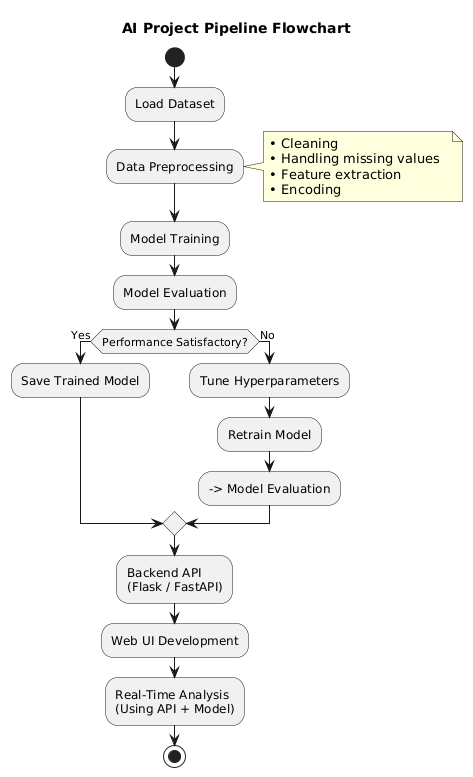 AI Project Pipeline Flowchart
Load Dataset
Data Preprocessing
• Cleaning
• Handling missing values
• Feature extraction
• Encoding
Model Training
Model Evaluation
Performance Satisfactory?
Yes
No
Save Trained Model
Tune Hyperparameters
Retrain Model
-> Model Evaluation
Backend API
(Flask / FastAPI)
Web UI Development
Real-Time Analysis
(Using API + Model)